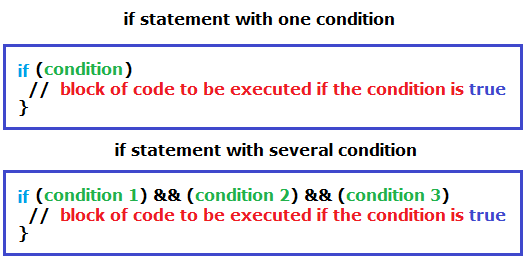 if statement with one condition
if (condition)
// block of code to be executed if the condition is true
}
if statement with several condition
if (condition 1) && (condition 2) && (condition 3)
// block of code to be executed if the condition is true
}